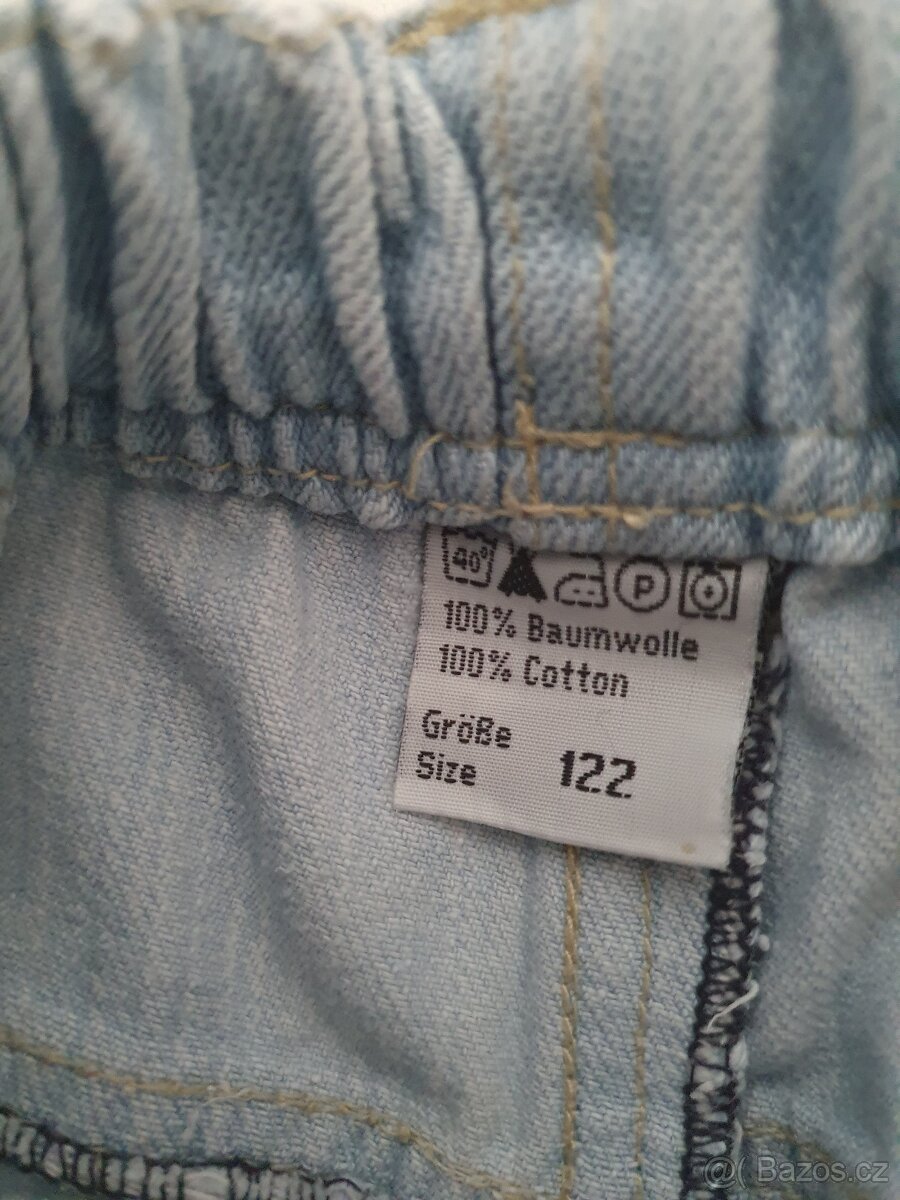 40°
P
100% Baumwolle
100% Cotton
Größe
Size 122
@( Bazos.cz